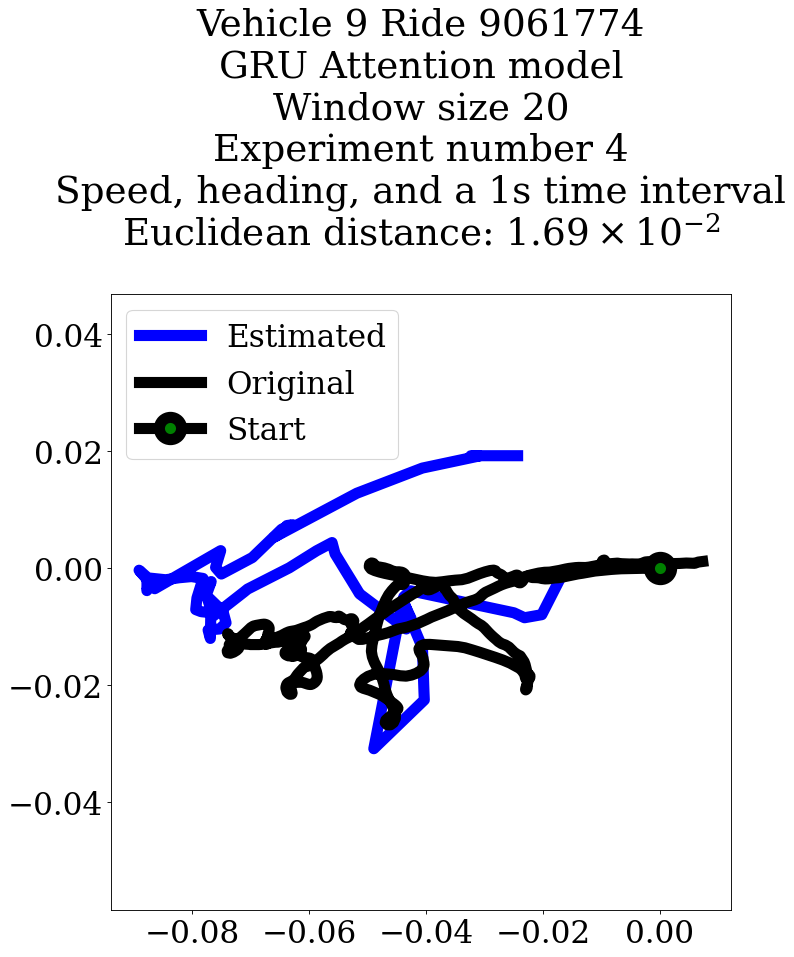 Vehicle 9 Ride 9061774
GRU Attention model
Window size 20
Experiment number 4
Speed, heading, and a 1s time interval
Euclidean distance: 1.69 × 10⁻²
Estimated
Original
Start
0.04
0.02
0.00
−0.02
−0.04
−0.08 −0.06 −0.04 −0.02 0.00